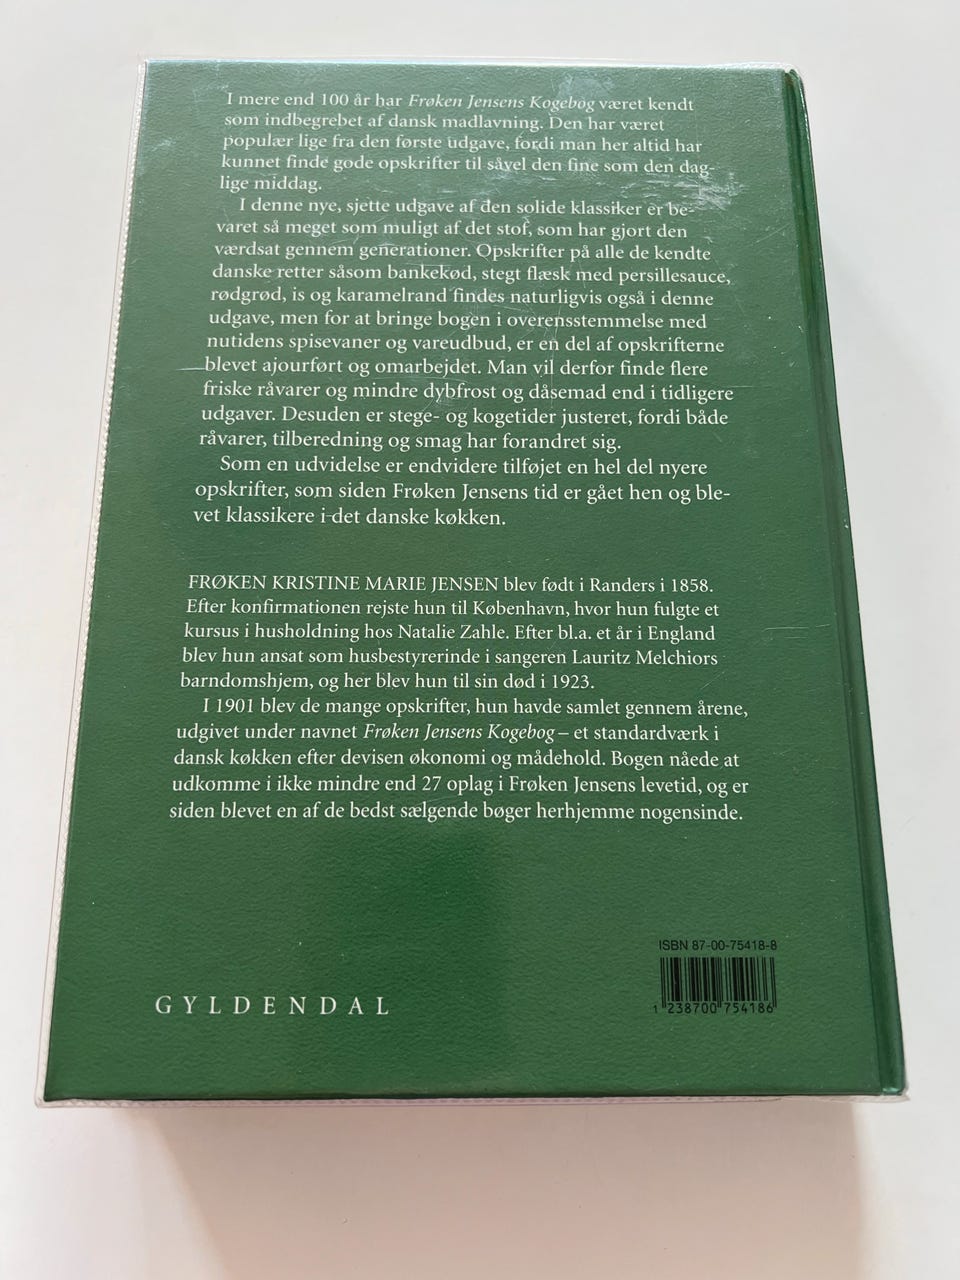 I mere end 100 år har Frøken Jensens Kogebog været kendt
som indbegrebet af dansk madlavning. Den har været
populær lige fra den første udgave, fordi man her altid har
kunnet finde gode opskrifter til såvel den fine som den dag-
lige middag.
I denne nye, sjette udgave af den solide klassiker er be-
varet så meget som muligt af det stof, som har gjort den
værdsat gennem generationer. Opskrifter på alle de kendte
danske retter såsom bankekød, stegt flæsk med persillesauce,
rødgrød, is og karamelrand findes naturligvis også i denne
udgave, men for at bringe bogen i overensstemmelse med
nutidens spisevaner og vareudbud, er en del af opskrifterne
blevet ajourført og omarbejdet. Man vil derfor finde flere
friske råvarer og mindre dybfrost og dåsemad end i tidligere
udgaver. Desuden er stege- og kogetider justeret, fordi både
råvarer, tilberedning og smag har forandret sig.
Som en udvidelse er endvidere tilføjet en hel del nyere
opskrifter, som siden Frøken Jensens tid er gået hen og ble-
vet klassikere i det danske køkken.
FRØKEN KRISTINE MARIE JENSEN blev født i Randers i 1858.
Efter konfirmationen rejste hun til København, hvor hun fulgte et
kursus i husholdning hos Natalie Zahle. Efter bl.a. et år i England
blev hun ansat som husbestyrerinde i sangeren Lauritz Melchiors
barndomshjem, og her blev hun til sin død i 1923.
I 1901 blev de mange opskrifter, hun havde samlet gennem årene,
udgivet under navnet Frøken Jensens Kogebog – et standardværk i
dansk køkken efter devisen økonomi og mådehold. Bogen nåede at
udkomme i ikke mindre end 27 oplag i Frøken Jensens levetid, og er
siden blevet en af de bedst sælgende bøger herhjemme nogensinde.
ISBN 87-00-75418-8
1 238700 754186
GYLDENDAL